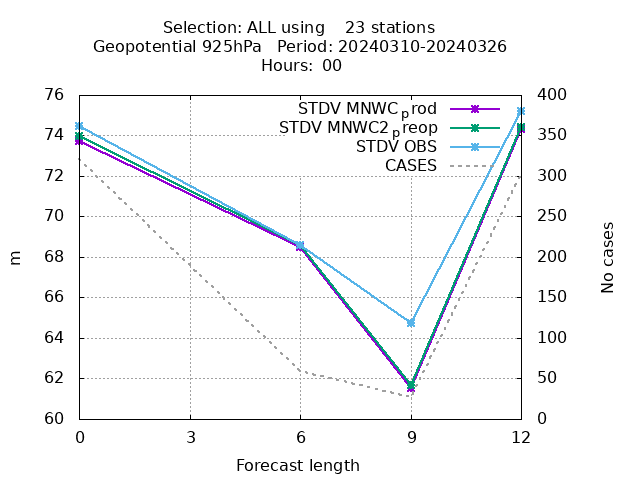 Selection: ALL using    23 stations
Geopotential 925hPa   Period: 20240310-20240326
Hours: 00
76 400
STDV MNWC_prod
STDV MNWC2_preop
74 350
STDV OBS
CASES
72 300
70 250
68 200
m
No cases
66 150
64 100
62 50
60 0
0 3 6 9 12
Forecast length